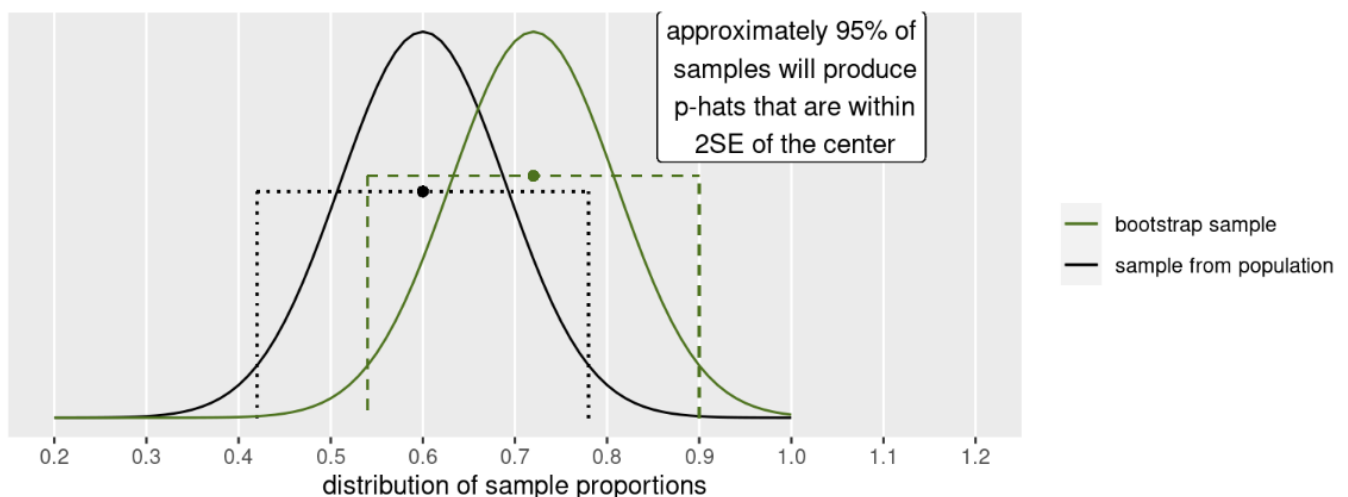 approximately 95% of
samples will produce
p-hats that are within
2SE of the center
bootstrap sample
sample from population
0.2 0.3 0.4 0.5 0.6 0.7 0.8 0.9 1.0 1.1 1.2
distribution of sample proportions